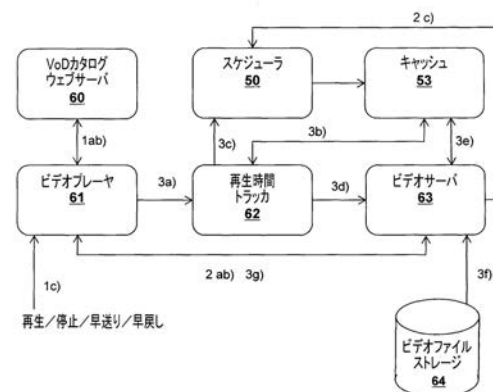 2 c)
VoDカタログ
ウェブサーバ
60
スケジューラ
50
キャッシュ
53
1ab)
3c)
3b)
3e)
ビデオプレーヤ
61
3a)
再生時間
トラッカ
62
3d)
ビデオサーバ
63
1c)
2 ab) 3g)
3f)
再生/停止/早送り/早戻し
ビデオファイル
ストレージ
64